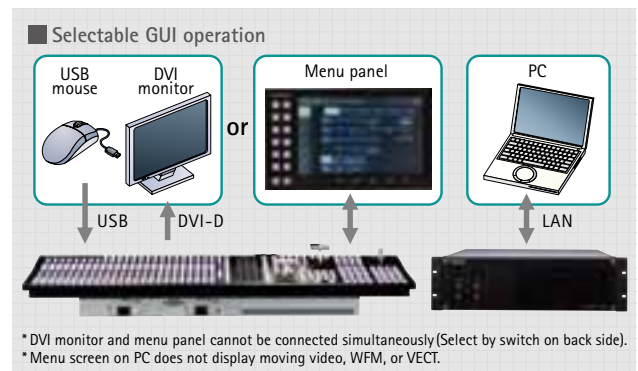 Selectable GUI operation
USB
mouse
DVI
monitor
or
Menu panel
PC
USB
DVI-D
LAN
* DVI monitor and menu panel cannot be connected simultaneously (Select by switch on back side).
* Menu screen on PC does not display moving video, WFM, or VECT.